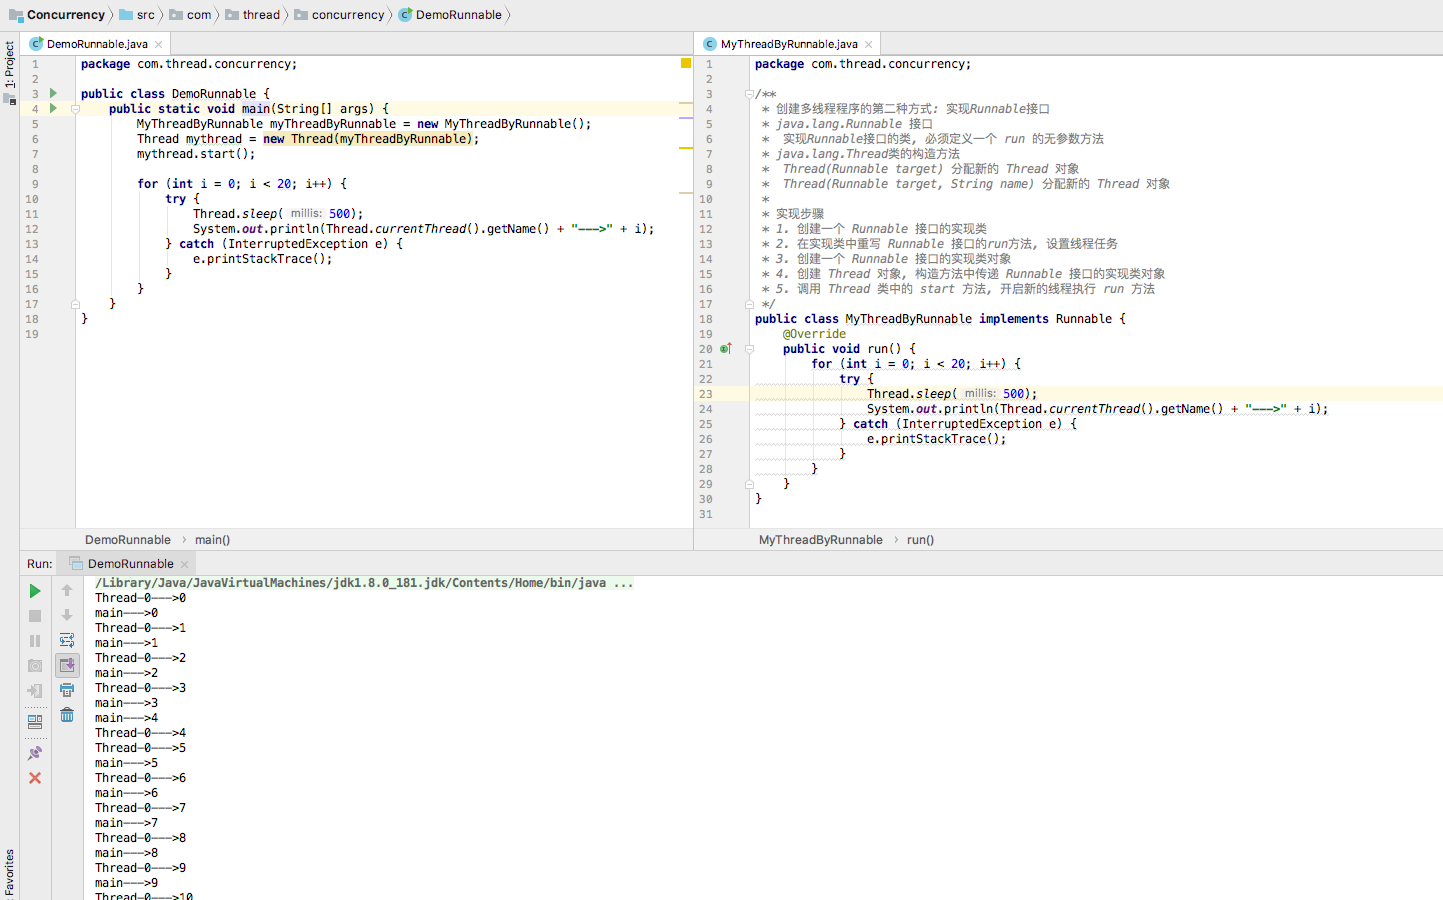 Concurrency src com thread concurrency DemoRunnable
1: Project
DemoRunnable.java
1 package com.thread.concurrency;
2
3 public class DemoRunnable {
4 public static void main(String[] args) {
5 MyThreadByRunnable myThreadByRunnable = new MyThreadByRunnable();
6 Thread mythread = new Thread(myThreadByRunnable);
7 mythread.start();
8
9 for (int i = 0; i < 20; i++) {
10 try {
11 Thread.sleep( millis: 500);
12 System.out.println(Thread.currentThread().getName() + "--->" + i);
13 } catch (InterruptedException e) {
14 e.printStackTrace();
15 }
16 }
17 }
18 }
19
DemoRunnable › main()
MyThreadByRunnable.java
1 package com.thread.concurrency;
2
3 /**
4 * 创建多线程程序的第二种方式: 实现Runnable接口
5 * java.lang.Runnable 接口
6 * 实现Runnable接口的类, 必须定义一个 run 的无参数方法
7 * java.lang.Thread类的构造方法
8 * Thread(Runnable target) 分配新的 Thread 对象
9 * Thread(Runnable target, String name) 分配新的 Thread 对象
10 *
11 * 实现步骤
12 * 1. 创建一个 Runnable 接口的实现类
13 * 2. 在实现类中重写 Runnable 接口的run方法, 设置线程任务
14 * 3. 创建一个 Runnable 接口的实现类对象
15 * 4. 创建 Thread 对象, 构造方法中传递 Runnable 接口的实现类对象
16 * 5. 调用 Thread 类中的 start 方法, 开启新的线程执行 run 方法
17 */
18 public class MyThreadByRunnable implements Runnable {
19 @Override
20 public void run() {
21 for (int i = 0; i < 20; i++) {
22 try {
23 Thread.sleep( millis: 500);
24 System.out.println(Thread.currentThread().getName() + "--->" + i);
25 } catch (InterruptedException e) {
26 e.printStackTrace();
27 }
28 }
29 }
30 }
31
MyThreadByRunnable › run()
Run: DemoRunnable
/Library/Java/JavaVirtualMachines/jdk1.8.0_181.jdk/Contents/Home/bin/java ...
Thread-0--->0
main--->0
Thread-0--->1
main--->1
Thread-0--->2
main--->2
Thread-0--->3
main--->3
main--->4
Thread-0--->4
Thread-0--->5
main--->5
Thread-0--->6
main--->6
Thread-0--->7
main--->7
Thread-0--->8
main--->8
Thread-0--->9
main--->9
Thread-0--->10
Favorites